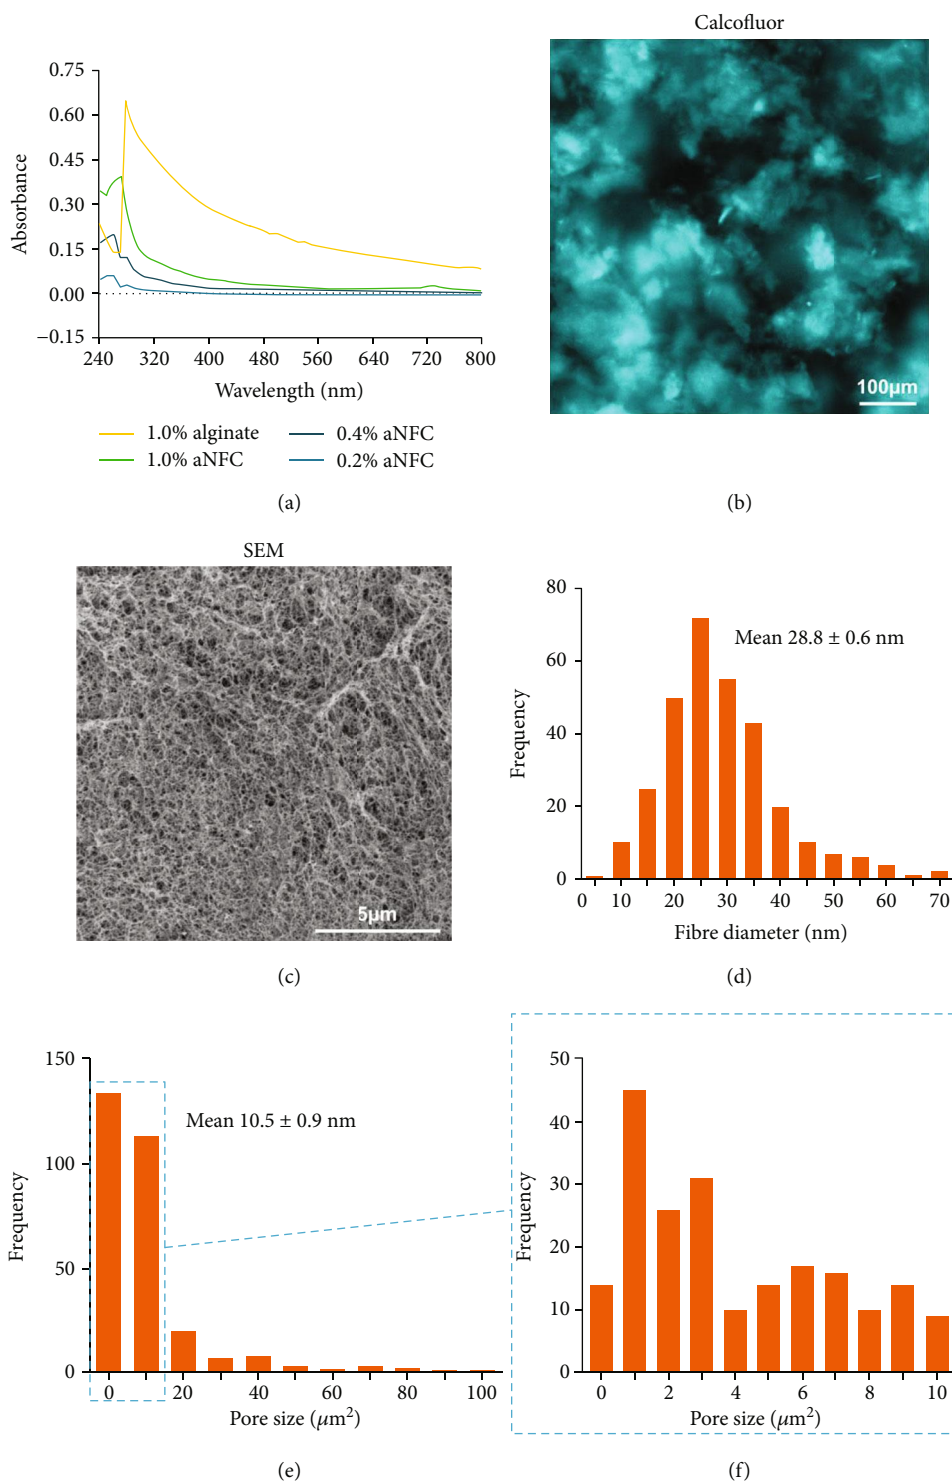 Calcofluor
0.75
0.60
0.45
0.30
0.15
0.00
−0.15
Absorbance
240 320 400 480 560 640 720 800
Wavelength (nm)
1.0% alginate
0.4% aNFC
1.0% aNFC
0.2% aNFC
(a)
100μm
(b)
SEM
5μm
(c)
80
60
40
20
0
Frequency
Mean 28.8 ± 0.6 nm
0 10 20 30 40 50 60 70
Fibre diameter (nm)
(d)
150
100
50
0
Frequency
Mean 10.5 ± 0.9 nm
0 20 40 60 80 100
Pore size (μm²)
(e)
50
40
30
20
10
0
Frequency
0 2 4 6 8 10
Pore size (μm²)
(f)